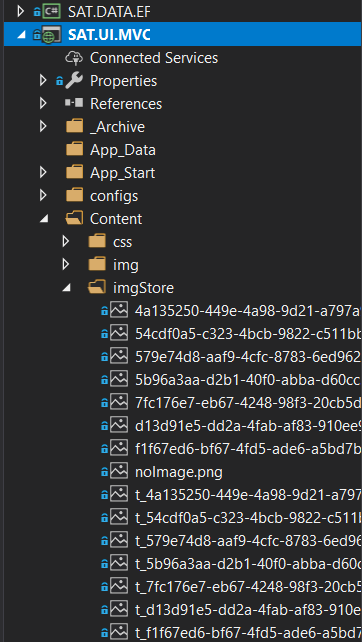 SAT.DATA.EF
SAT.UI.MVC
Connected Services
Properties
References
_Archive
App_Data
App_Start
configs
Content
css
img
imgStore
4a135250-449e-4a98-9d21-a797a
54cdf0a5-c323-4bcb-9822-c511bb
579e74d8-aaf9-4cfc-8783-6ed962
5b96a3aa-d2b1-40f0-abba-d60cc
7fc176e7-eb67-4248-98f3-20cb5d
d13d91e5-dd2a-4fab-af83-910ee9
f1f67ed6-bf67-4fd5-ade6-a5bd7b
noImage.png
t_4a135250-449e-4a98-9d21-a797
t_54cdf0a5-c323-4bcb-9822-c511
t_579e74d8-aaf9-4cfc-8783-6ed9
t_5b96a3aa-d2b1-40f0-abba-d60
t_7fc176e7-eb67-4248-98f3-20cb
t_d13d91e5-dd2a-4fab-af83-910e
t_f1f67ed6-bf67-4fd5-ade6-a5bd